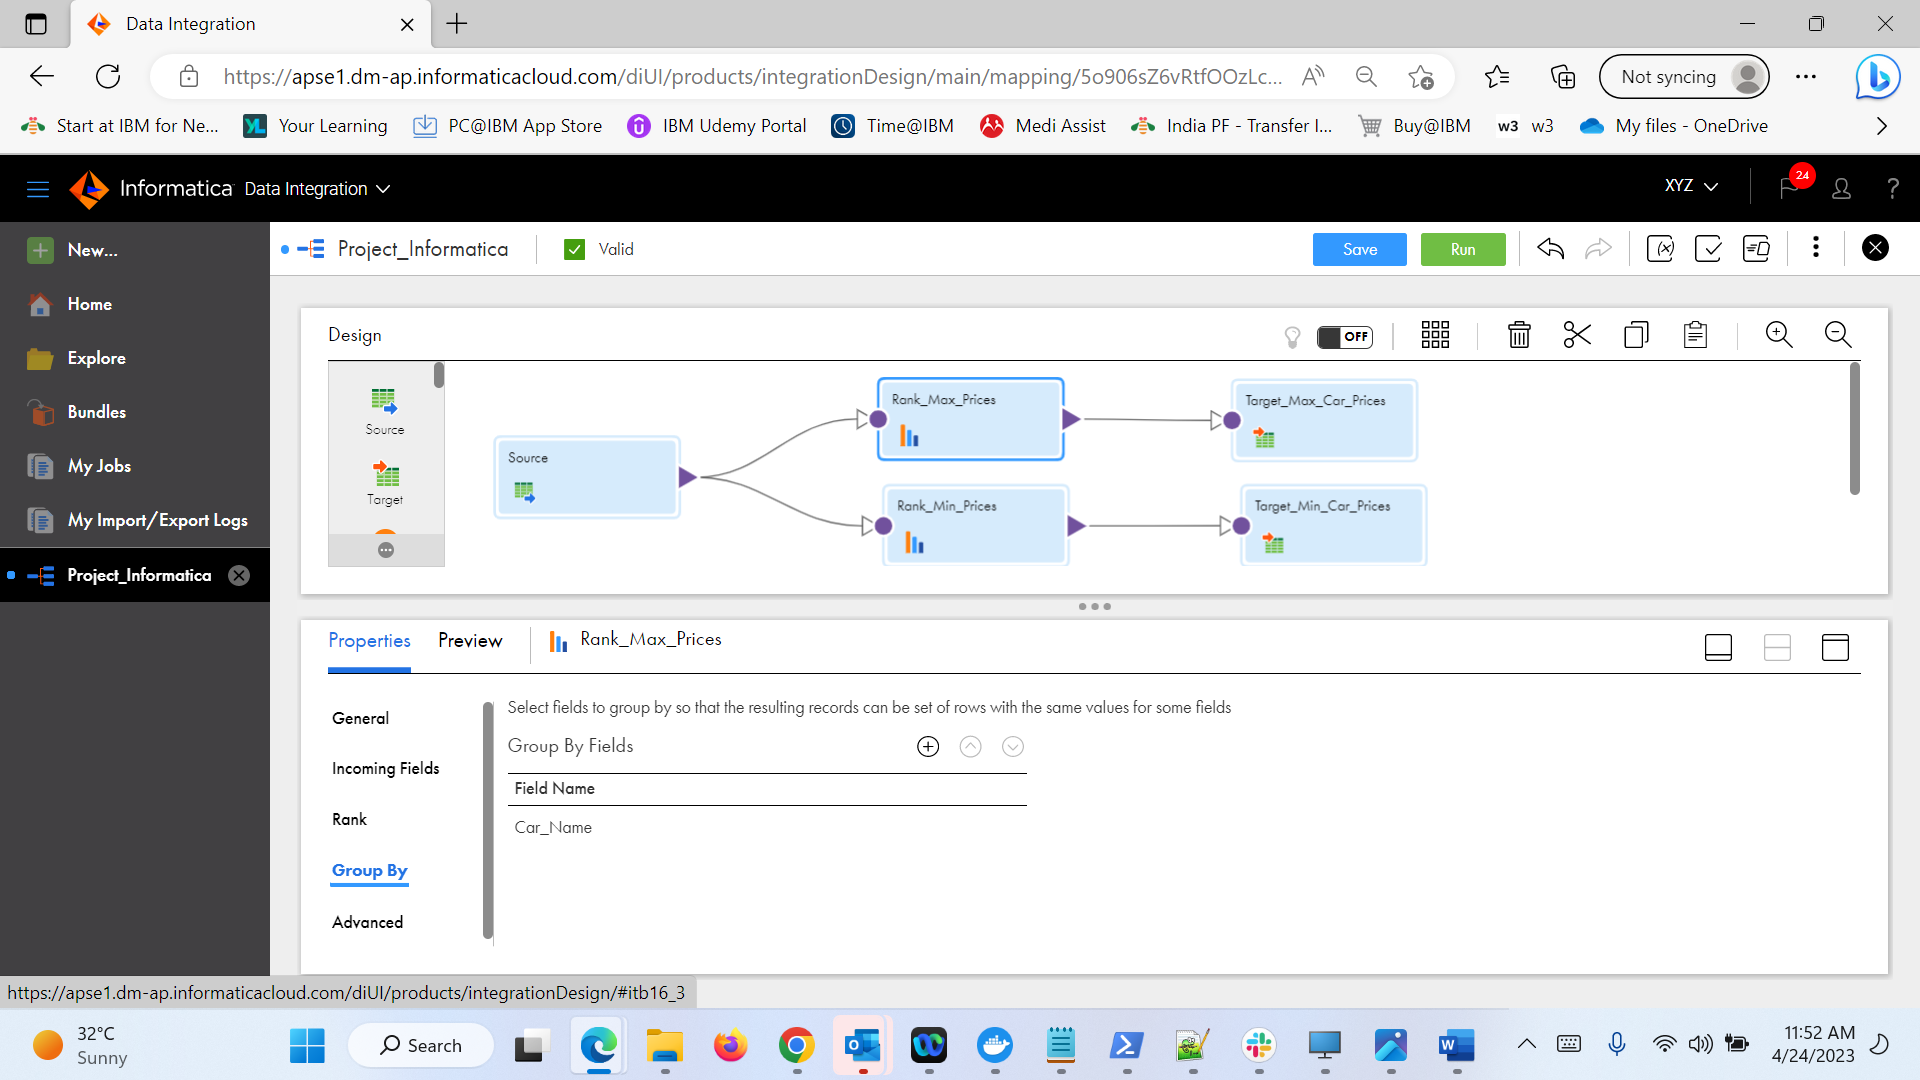 Data Integration
https://apse1.dm-ap.informaticacloud.com/diUI/products/integrationDesign/main/mapping/5o906sZ6vRtfOOzLc...
Not syncing
Start at IBM for Ne...
Your Learning
PC@IBM App Store
IBM Udemy Portal
Time@IBM
Medi Assist
India PF - Transfer I...
Buy@IBM
w3 w3
My files - OneDrive
Informatica Data Integration
XYZ
24
New...
Home
Explore
Bundles
My Jobs
My Import/Export Logs
Project_Informatica
Project_Informatica
Valid
Save
Run
Design
OFF
Source
Target
Source
Rank_Max_Prices
Target_Max_Car_Prices
Rank_Min_Prices
Target_Min_Car_Prices
Properties
Preview
Rank_Max_Prices
General
Incoming Fields
Rank
Group By
Advanced
Select fields to group by so that the resulting records can be set of rows with the same values for some fields
Group By Fields
Field Name
Car_Name
https://apse1.dm-ap.informaticacloud.com/diUI/products/integrationDesign/#itb16_3
32°C
Sunny
Search
11:52 AM
4/24/2023